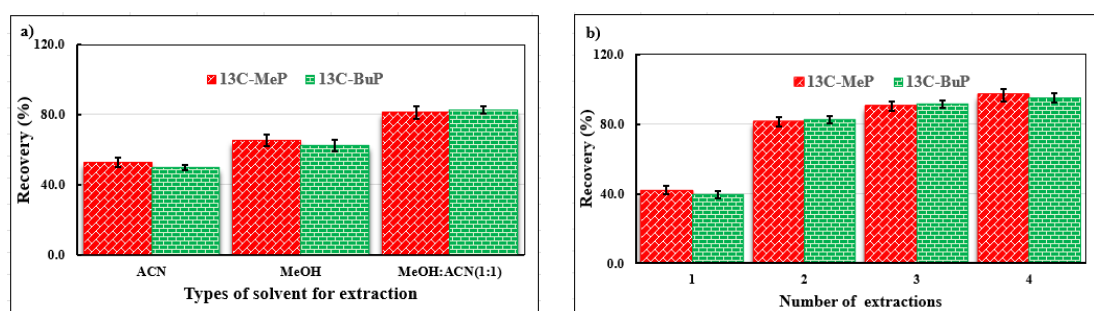 a)
120.0
13C-MeP 13C-BuP
80.0
40.0
0.0
Recovery (%)
ACN MeOH MeOH:ACN(1:1)
Types of solvent for extraction
b)
120.0
13C-MeP 13C-BuP
80.0
40.0
0.0
Recovery (%)
1 2 3 4
Number of extractions